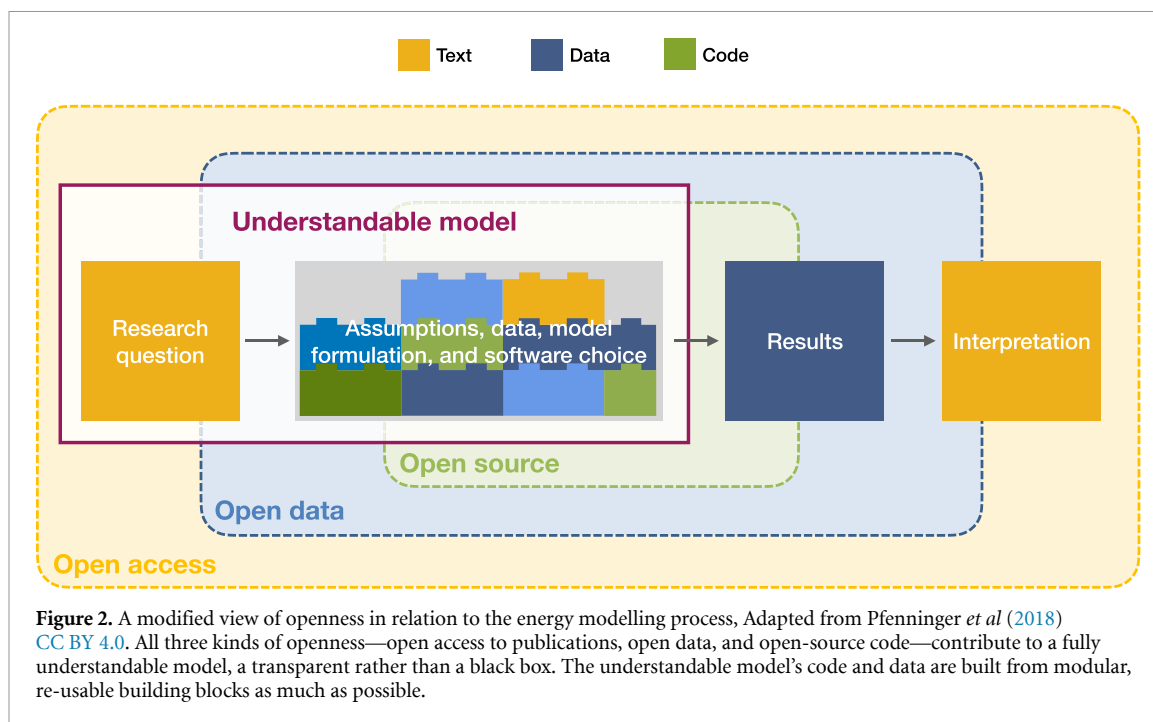 Text Data Code
Understandable model
Research
question
Assumptions, data, model
formulation, and software choice
Results
Interpretation
Open source
Open data
Open access
Figure 2. A modified view of openness in relation to the energy modelling process, Adapted from Pfenninger et al (2018)
CC BY 4.0. All three kinds of openness—open access to publications, open data, and open-source code—contribute to a fully
understandable model, a transparent rather than a black box. The understandable model’s code and data are built from modular,
re-usable building blocks as much as possible.